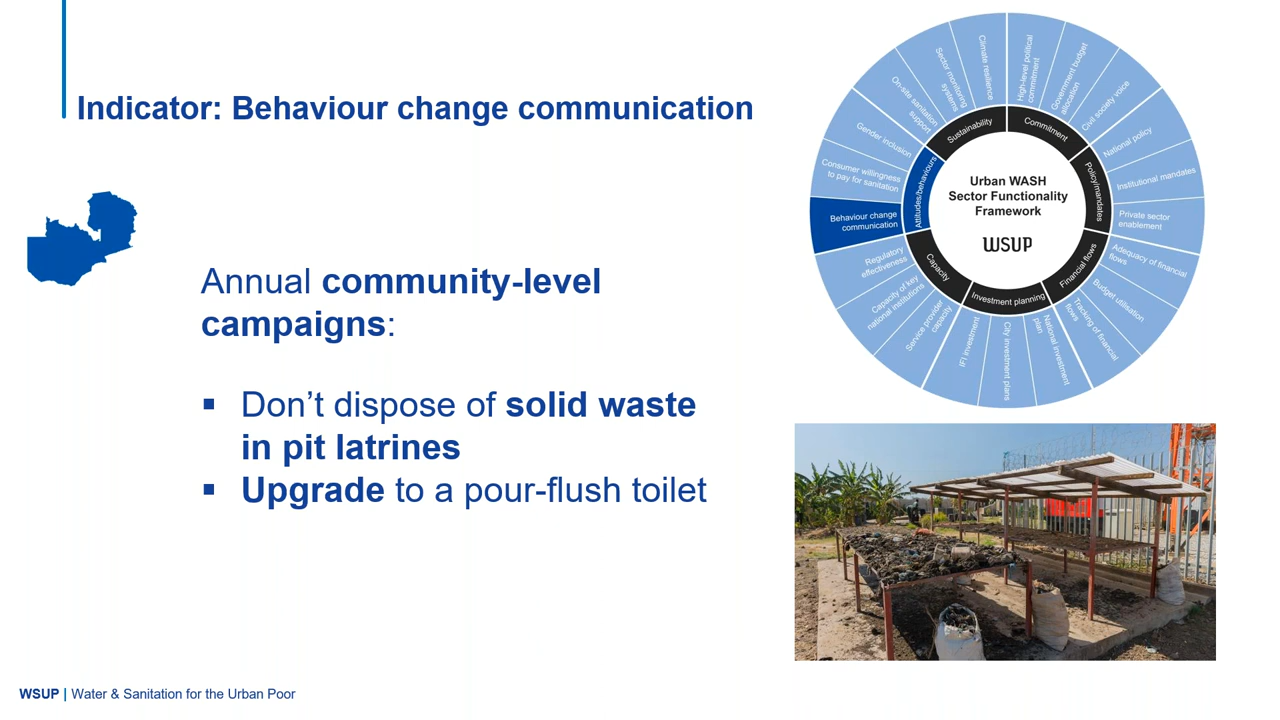 Indicator: Behaviour change communication
Annual community-level
campaigns:
▪ Don’t dispose of solid waste
in pit latrines
▪ Upgrade to a pour-flush toilet
Urban WASH
Sector Functionality
Framework
WSUP
Commitment
Policy/mandates
Financial flows
Investment planning
Capacity
Attitudes/behaviours
Sustainability
High-level political
commitment
Government budget
allocation
Civil society voice
National policy
Institutional mandates
Private sector
enablement
Adequacy of financial
flows
Budget utilisation
Tracking of financial
flows
National investment
plan
City investment plans
IFI investment
Service provider
capacity
Capacity of key
national institutions
Regulatory
effectiveness
Behaviour change
communication
Consumer willingness
to pay for sanitation
Gender inclusion
On-site sanitation
support
Sector monitoring
systems
Climate resilience
WSUP | Water & Sanitation for the Urban Poor